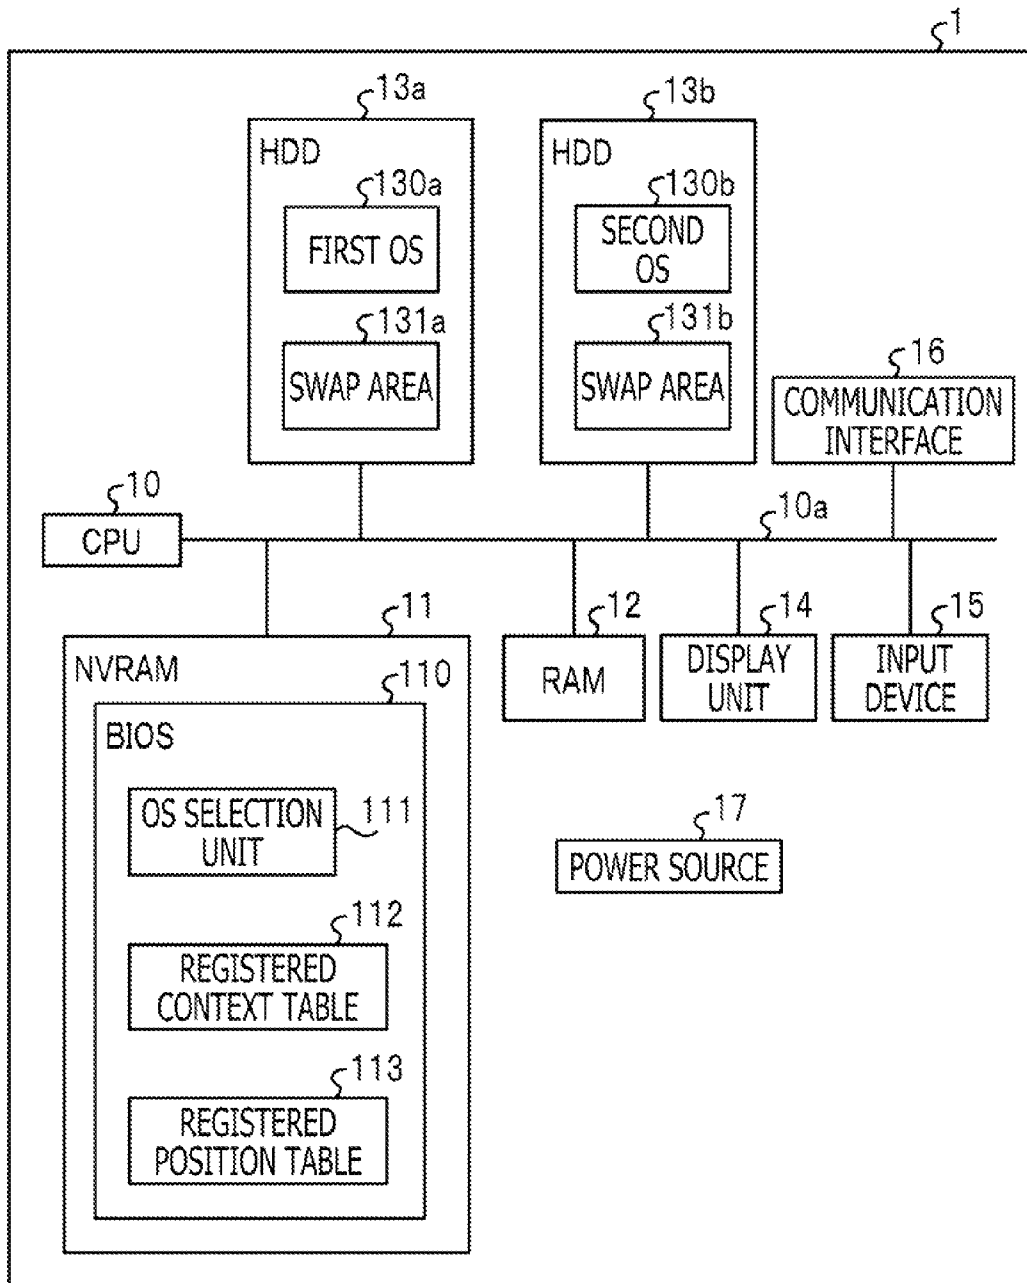 1
13a
13b
HDD
HDD
130a
130b
FIRST OS
SECOND
OS
131a
131b
SWAP AREA
SWAP AREA
16
COMMUNICATION
INTERFACE
10
CPU
10a
11
12
14
15
NVRAM
RAM
DISPLAY
UNIT
INPUT
DEVICE
110
BIOS
OS SELECTION
UNIT
111
17
POWER SOURCE
112
REGISTERED
CONTEXT TABLE
113
REGISTERED
POSITION TABLE